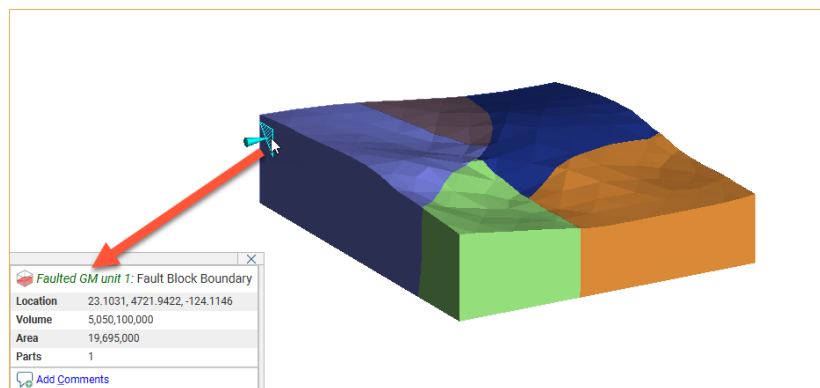 Faulted GM unit 1: Fault Block Boundary
Location 23.1031, 4721.9422, -124.1146
Volume 5,050,100,000
Area 19,695,000
Parts 1
Add Comments